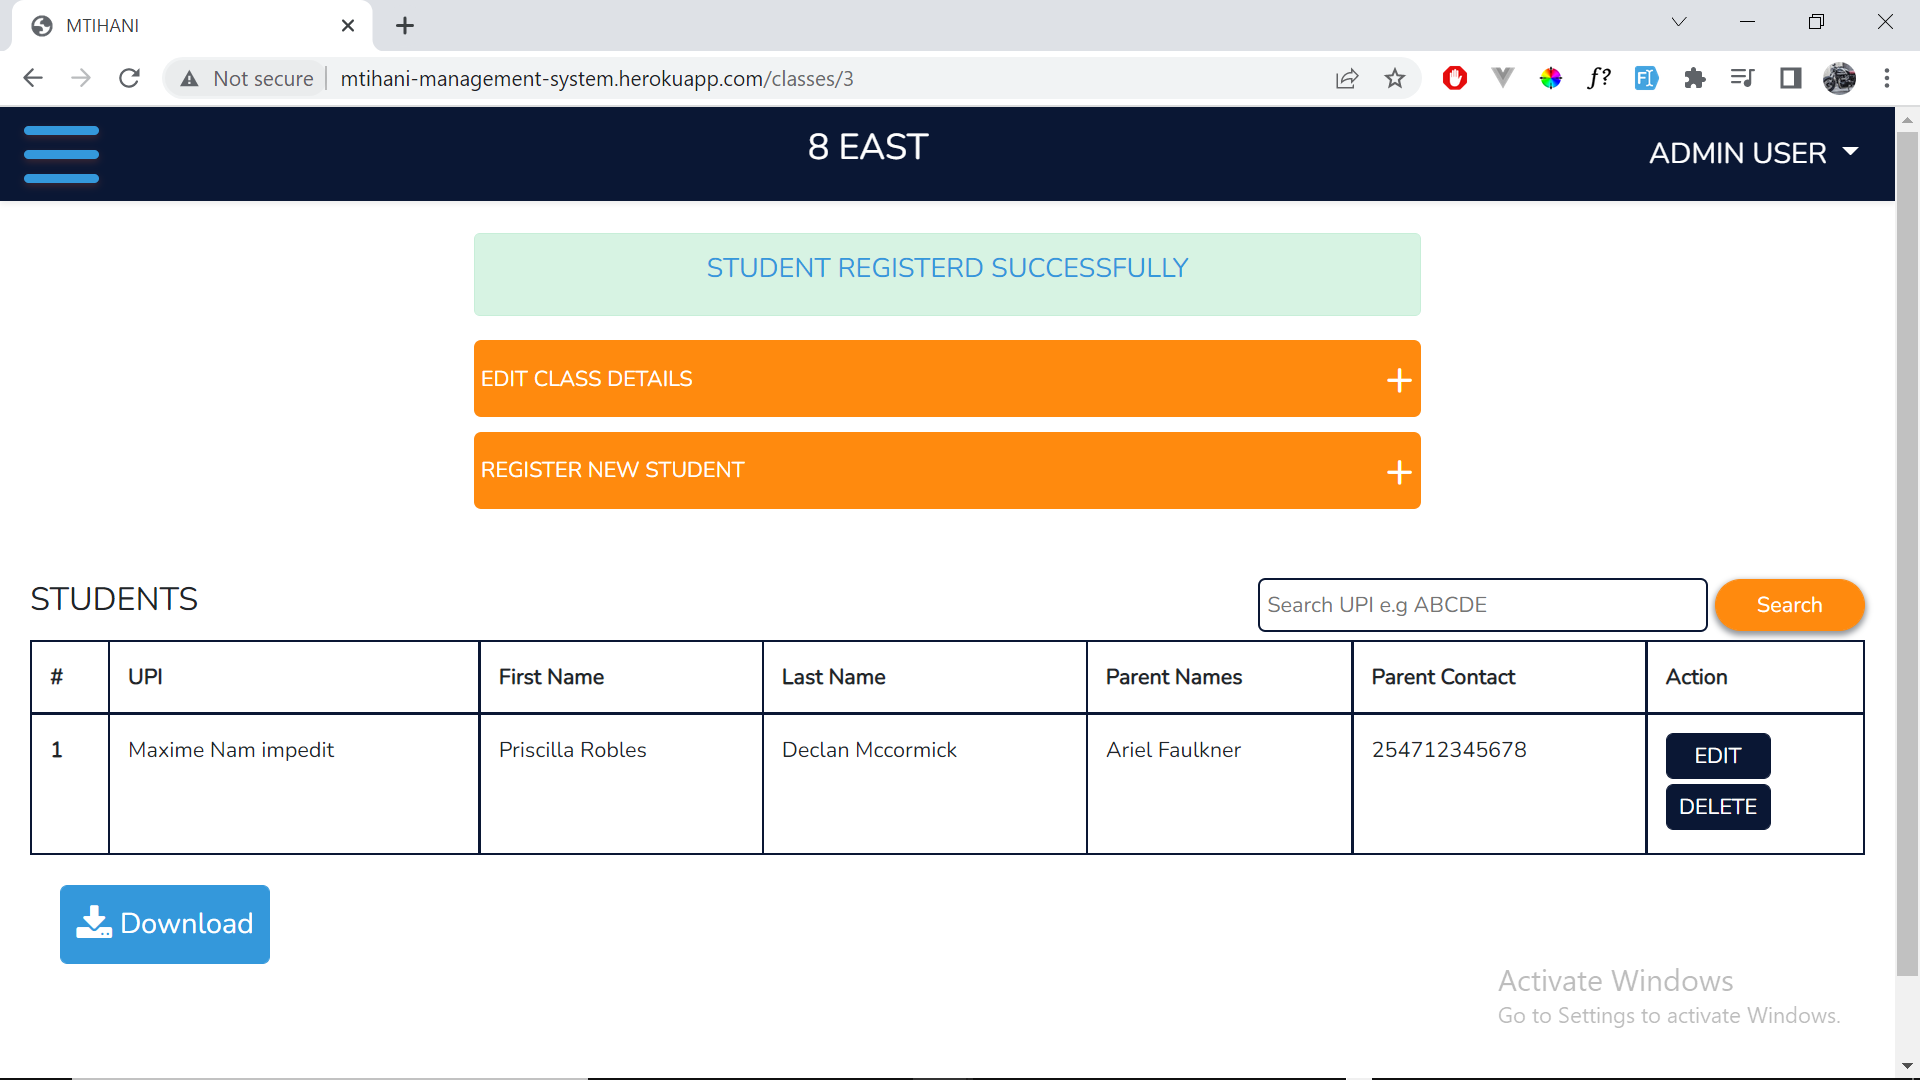 MTIHANI
Not secure
mtihani-management-system.herokuapp.com/classes/3
f?
8 EAST
ADMIN USER
STUDENT REGISTERD SUCCESSFULLY
EDIT CLASS DETAILS
REGISTER NEW STUDENT
STUDENTS
Search UPI e.g ABCDE
Search
# UPI First Name Last Name Parent Names Parent Contact Action
1 Maxime Nam impedit Priscilla Robles Declan Mccormick Ariel Faulkner 254712345678 EDIT
DELETE
Download
Activate Windows
Go to Settings to activate Windows.